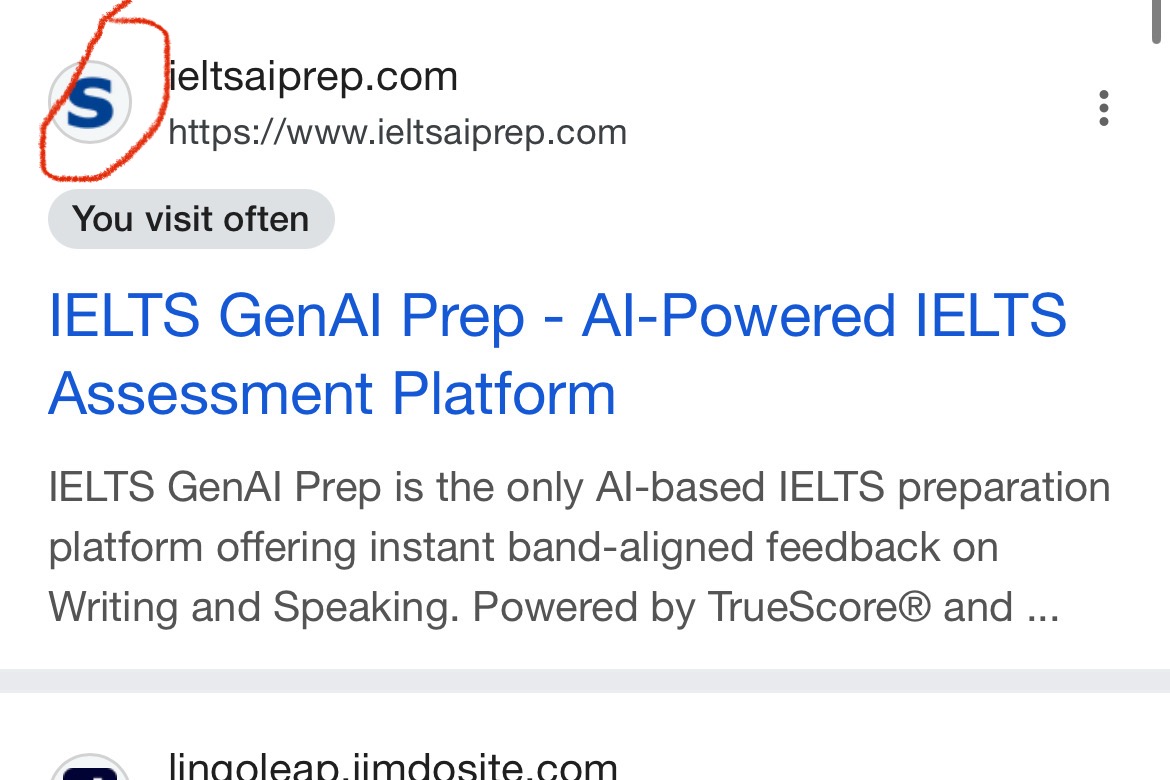 S
ieltsaiprep.com
https://www.ieltsaiprep.com
You visit often
IELTS GenAI Prep - AI-Powered IELTS
Assessment Platform
IELTS GenAI Prep is the only AI-based IELTS preparation
platform offering instant band-aligned feedback on
Writing and Speaking. Powered by TrueScore® and ...
lingoleap.jimdosite.com